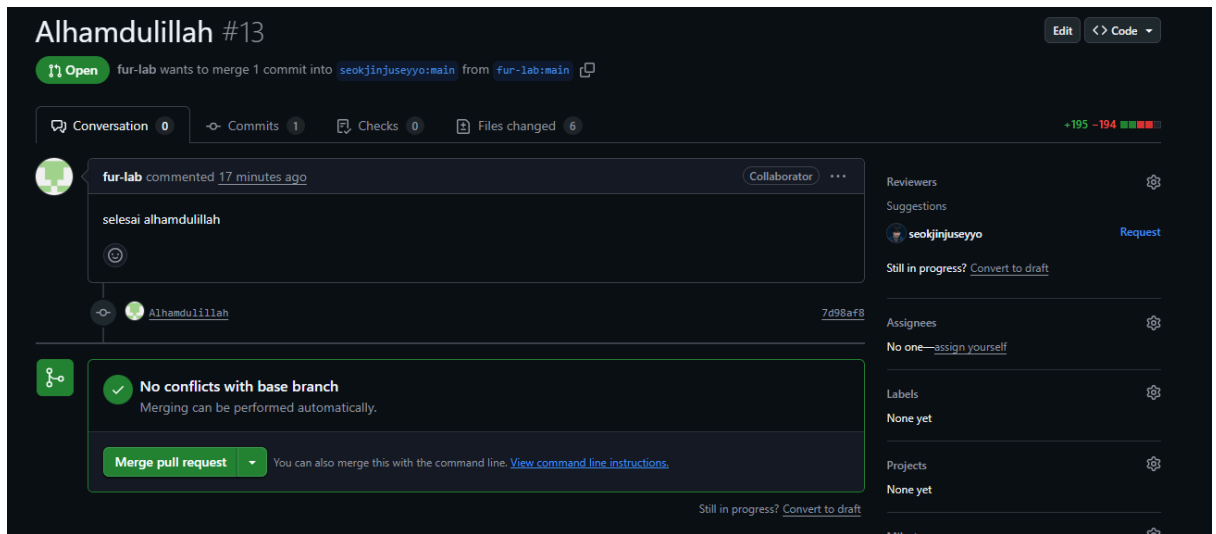 Alhamdulillah #13
Edit
<> Code
Open
fur-lab wants to merge 1 commit into seokjinjuseyyo:main from fur-lab:main
Conversation 0
Commits 1
Checks 0
Files changed 6
+195 −194
fur-lab commented 17 minutes ago
Collaborator
selesai alhamdulillah
Alhamdulillah
7d98af8
No conflicts with base branch
Merging can be performed automatically.
Merge pull request
You can also merge this with the command line. View command line instructions.
Still in progress? Convert to draft
Reviewers
Suggestions
seokjinjuseyyo
Request
Still in progress? Convert to draft
Assignees
No one—assign yourself
Labels
None yet
Projects
None yet